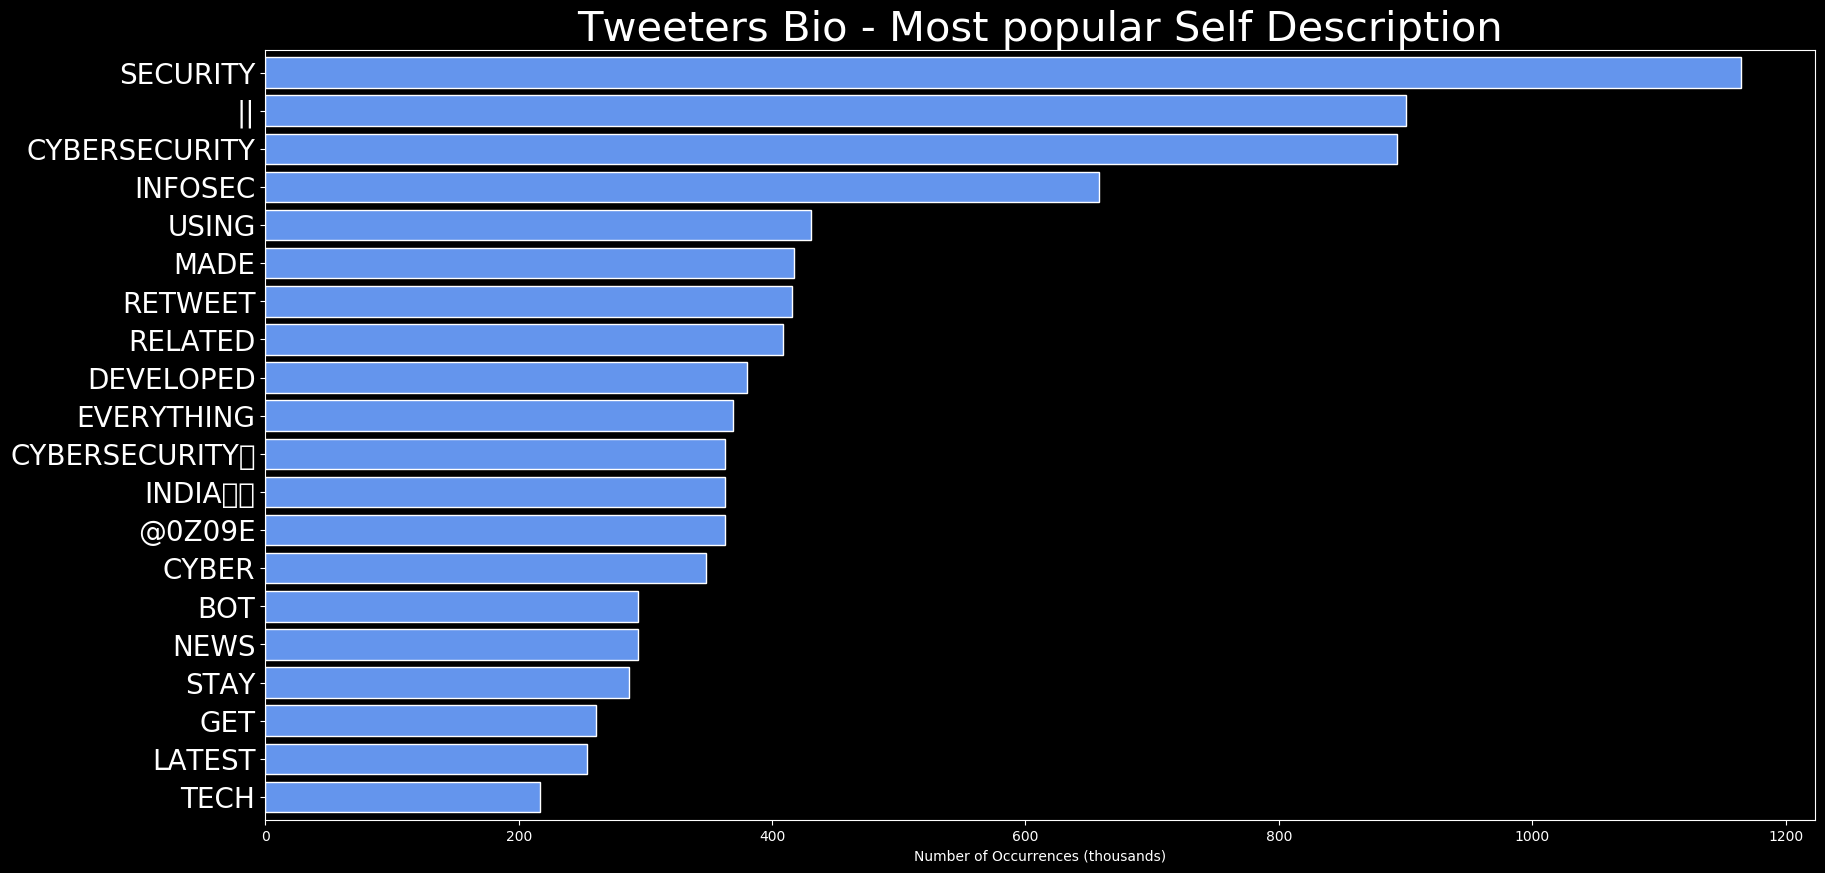 Tweeters Bio - Most popular Self Description
SECURITY
||
CYBERSECURITY
INFOSEC
USING
MADE
RETWEET
RELATED
DEVELOPED
EVERYTHING
CYBERSECURITY▯
INDIA▯▯
@0Z09E
CYBER
BOT
NEWS
STAY
GET
LATEST
TECH
0 200 400 600 800 1000 1200
Number of Occurrences (thousands)